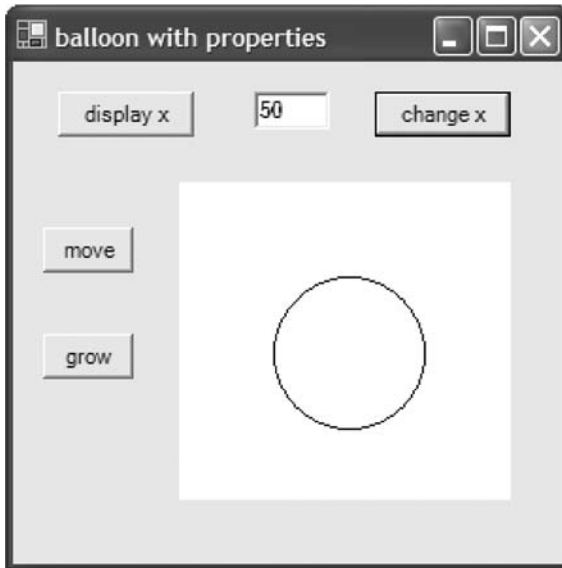 balloon with properties
display x
50
change x
move
grow